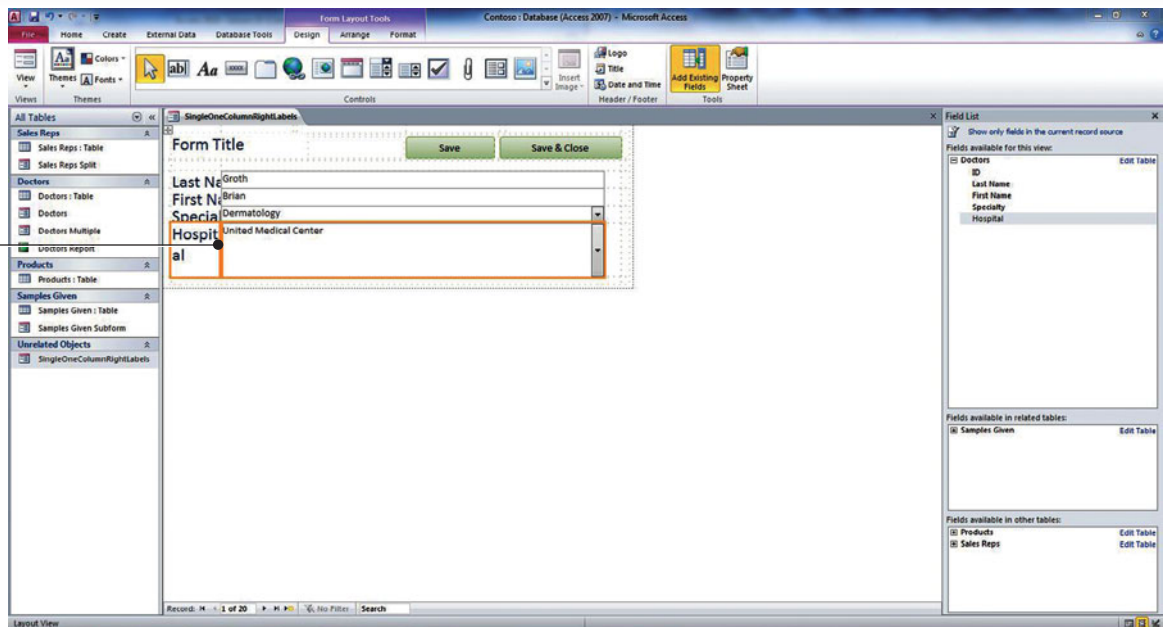 Form Layout Tools
Contoso : Database (Access 2007) - Microsoft Access
File Home Create External Data Database Tools Design Arrange Format
View
Views
Themes
Colors
Fonts
Themes
Controls
Insert Image
Logo
Title
Date and Time
Header / Footer
Add Existing Fields
Property Sheet
Tools
All Tables
Sales Reps
Sales Reps : Table
Sales Reps Split
Doctors
Doctors : Table
Doctors
Doctors Multiple
Doctors Report
Products
Products : Table
Samples Given
Samples Given : Table
Samples Given Subform
Unrelated Objects
SingleOneColumnRightLabels
SingleOneColumnRightLabels
Form Title
Save
Save & Close
Last Na Groth
First Na Brian
Specia Dermatology
Hospit United Medical Center
al
Record: 1 of 20 No Filter Search
Field List
Show only fields in the current record source
Fields available for this view:
Doctors Edit Table
ID
Last Name
First Name
Specialty
Hospital
Fields available in related tables:
Samples Given Edit Table
Fields available in other tables:
Products Edit Table
Sales Reps Edit Table
Layout View